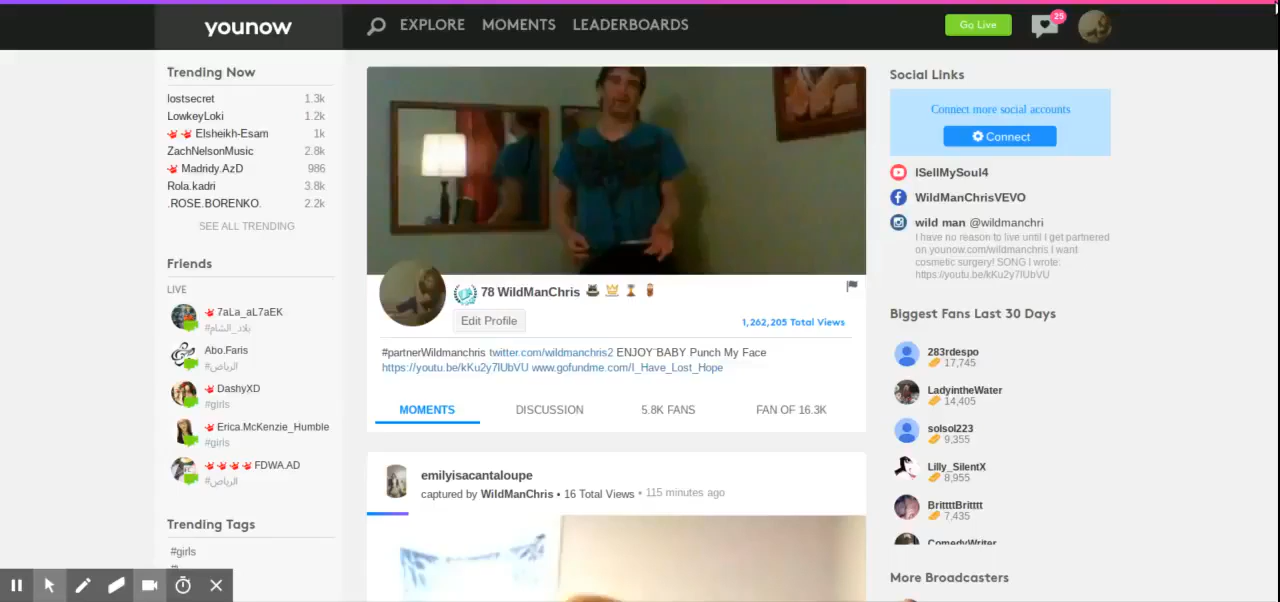 younow
EXPLORE MOMENTS LEADERBOARDS
Go Live
25
Trending Now
lostsecret 1.3k
LowkeyLoki 1.2k
Elsheikh-Esam 1k
ZachNelsonMusic 2.8k
Madridy.AzD 986
Rola.kadri 3.8k
.ROSE.BORENKO. 2.2k
SEE ALL TRENDING
Friends
LIVE
7aLa_aL7aEK
#بلاد_الشام
Abo.Faris
#الرياض
DashyXD
#girls
Erica.McKenzie_Humble
#girls
FDWA.AD
#الرياض
Trending Tags
#girls
78 WildManChris
Edit Profile
1,262,205 Total Views
#partnerWildmanchris twitter.com/wildmanchris2 ENJOY BABY Punch My Face
https://youtu.be/kKu2y7IUbVU www.gofundme.com/I_Have_Lost_Hope
MOMENTS DISCUSSION 5.8K FANS FAN OF 16.3K
emilyisacantaloupe
captured by WildManChris • 16 Total Views • 115 minutes ago
Social Links
Connect more social accounts
Connect
ISellMySoul4
WildManChrisVEVO
wild man @wildmanchri
I have no reason to live until I get partnered
on younow.com/wildmanchris I want
cosmetic surgery! SONG I wrote:
https://youtu.be/kKu2y7IUbVU
Biggest Fans Last 30 Days
283rdespo
17,745
LadyintheWater
14,405
solsol223
9,355
Lilly_SilentX
8,955
BrittttBritttt
7,435
ComedyWriter
More Broadcasters